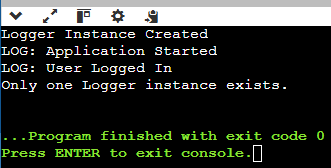 Logger Instance Created
LOG: Application Started
LOG: User Logged In
Only one Logger instance exists.
...Program finished with exit code 0
Press ENTER to exit console.